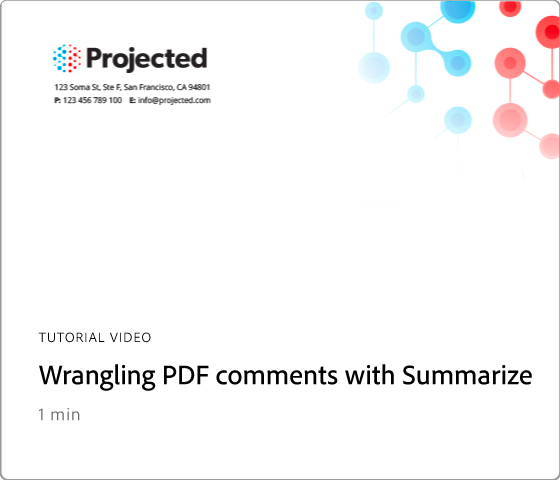 Projected
123 Soma St, Ste F, San Francisco, CA 94801
P: 123 456 789 100 E: info@projected.com
TUTORIAL VIDEO
Wrangling PDF comments with Summarize
1 min